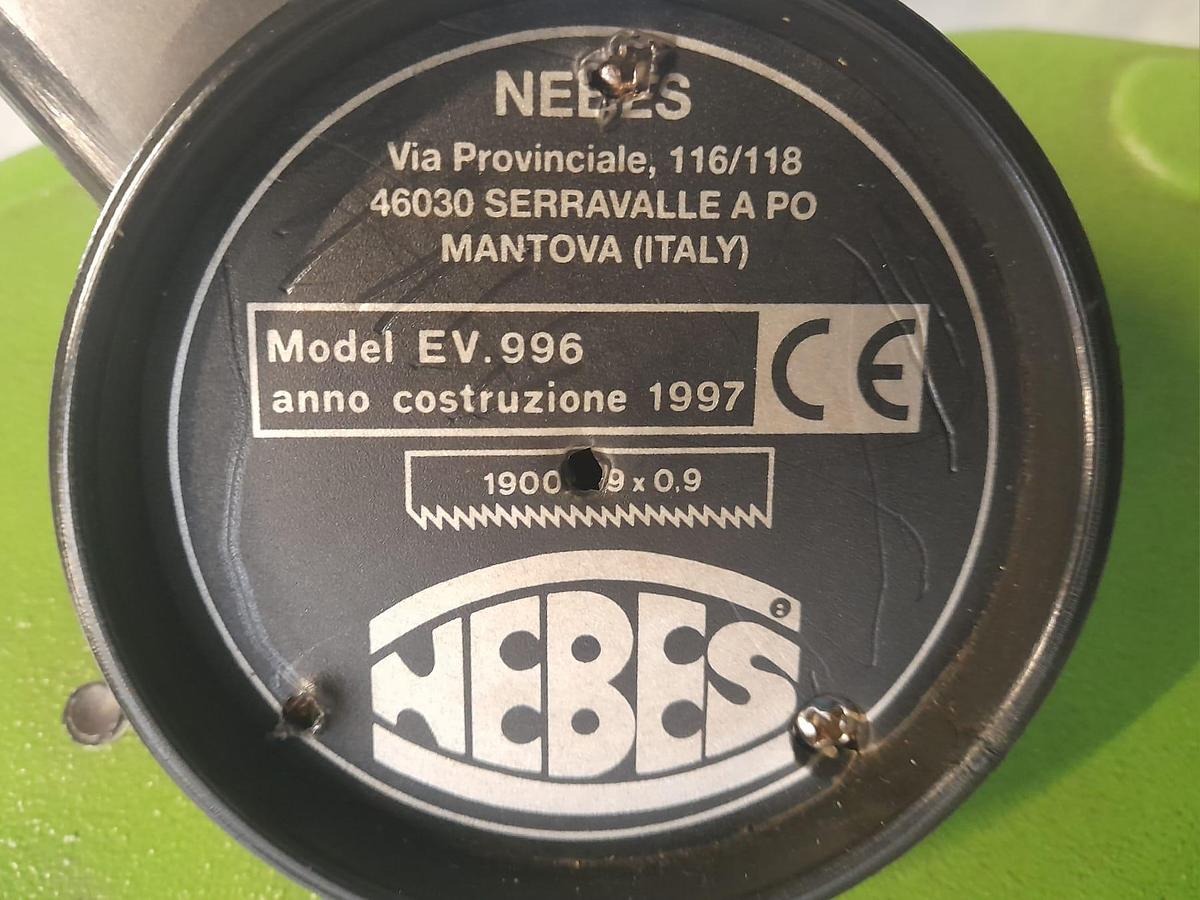 NEBES
Via Provinciale, 116/118
46030 SERRAVALLE A PO
MANTOVA (ITALY)
Model EV.996
anno costruzione 1997
CE
1900 9 x 0,9
NEBES®